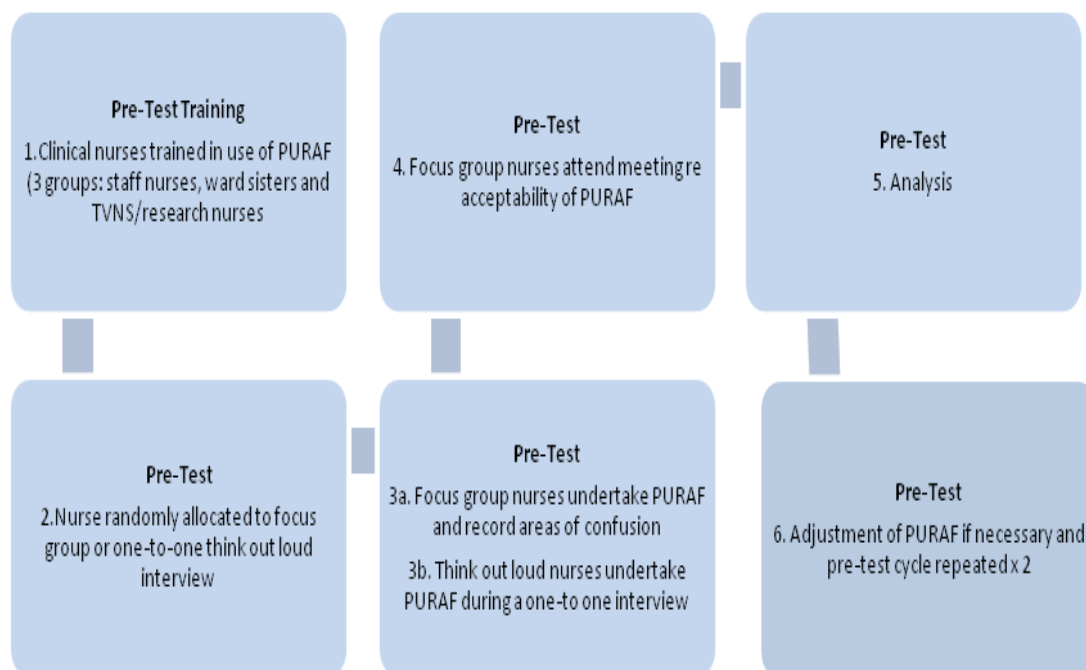 Pre-Test Training
1.Clinical nurses trained in use of PURAF
(3 groups: staff nurses, ward sisters and
TVNS/research nurses
Pre-Test
2.Nurse randomly allocated to focus
group or one-to-one think out loud
interview
Pre-Test
3a. Focus group nurses undertake PURAF
and record areas of confusion
3b. Think out loud nurses undertake
PURAF during a one-to one interview
Pre-Test
4. Focus group nurses attend meeting re
acceptability of PURAF
Pre-Test
5. Analysis
Pre-Test
6. Adjustment of PURAF if necessary and
pre-test cycle repeated x 2